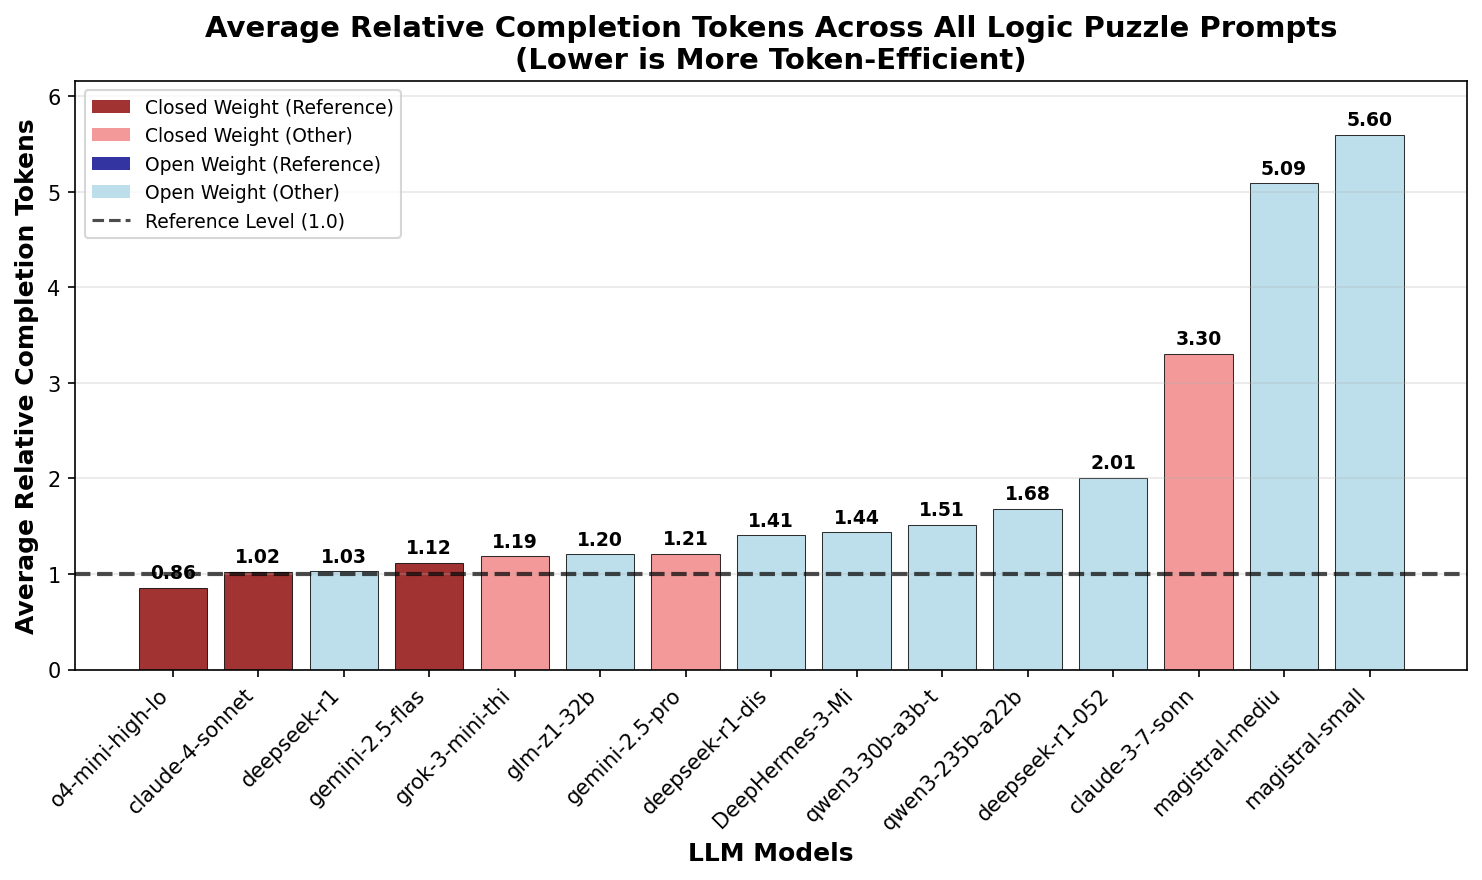 Average Relative Completion Tokens Across All Logic Puzzle Prompts
(Lower is More Token-Efficient)
Average Relative Completion Tokens
6
5
4
3
2
1
0
Closed Weight (Reference)
Closed Weight (Other)
Open Weight (Reference)
Open Weight (Other)
Reference Level (1.0)
0.86
1.02
1.03
1.12
1.19
1.20
1.21
1.41
1.44
1.51
1.68
2.01
3.30
5.09
5.60
o4-mini-high-lo
claude-4-sonnet
deepseek-r1
gemini-2.5-flas
grok-3-mini-thi
glm-z1-32b
gemini-2.5-pro
deepseek-r1-dis
DeepHermes-3-Mi
qwen3-30b-a3b-t
qwen3-235b-a22b
deepseek-r1-052
claude-3-7-sonn
magistral-mediu
magistral-small
LLM Models